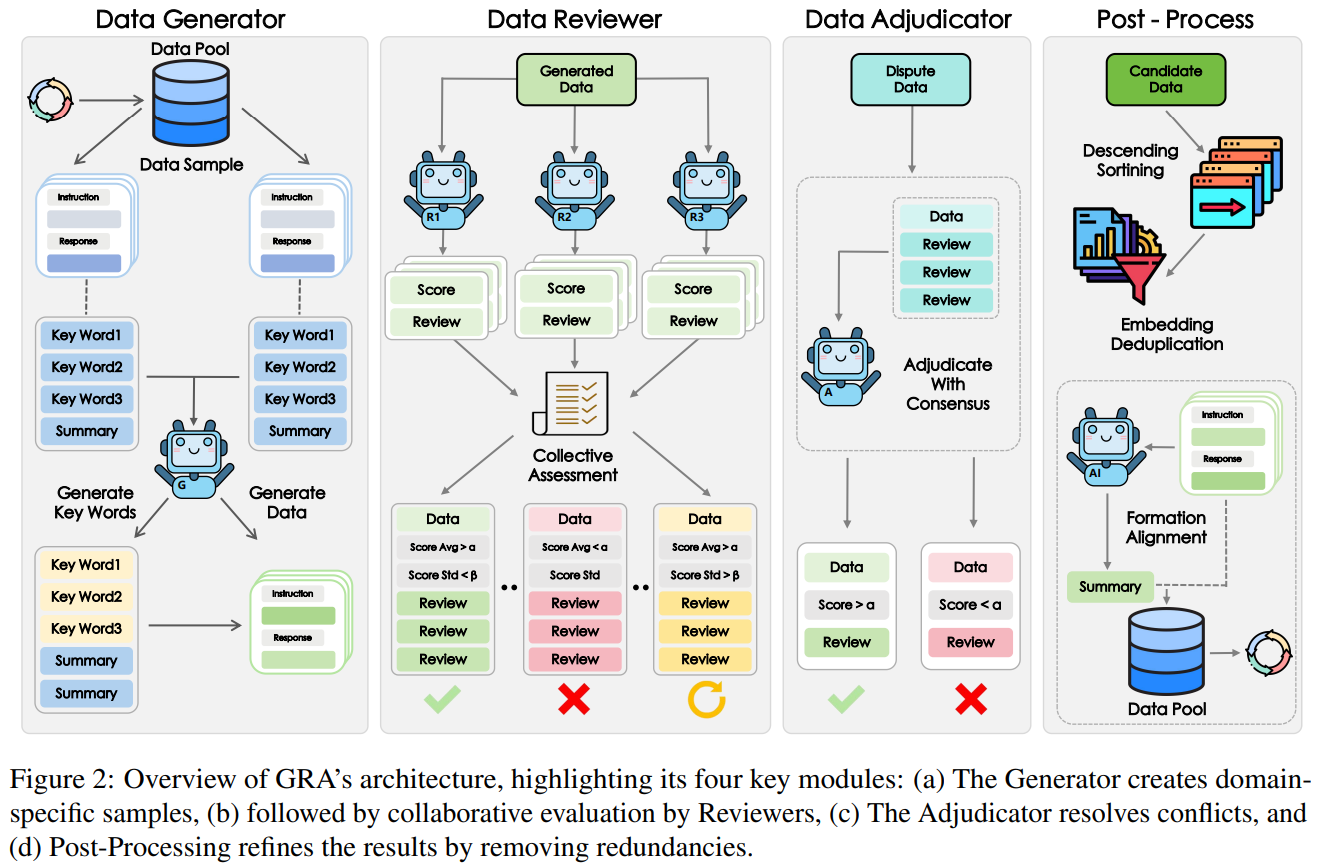 Data Generator
Data Pool
Data Sample
Instruction
Response
Instruction
Response
Key Word1
Key Word2
Key Word3
Summary
Key Word1
Key Word2
Key Word3
Summary
G
Generate
Key Words
Generate
Data
Key Word1
Key Word2
Key Word3
Summary
Summary
Instruction
Response
Data Reviewer
Generated
Data
R1
R2
R3
Score
Review
Score
Review
Score
Review
Collective
Assessment
Data
Score Avg > α
Score Std < β
Review
Review
Review
Data
Score Avg < α
Score Std
Review
Review
Review
Data
Score Avg > α
Score Std > β
Review
Review
Review
Data Adjudicator
Dispute
Data
Data
Review
Review
Review
A
Adjudicate
With
Consensus
Data
Score > α
Review
Data
Score < α
Review
Post - Process
Candidate
Data
Descending
Sortining
Embedding
Deduplication
Instruction
Response
AI
Formation
Alignment
Summary
Data Pool
Figure 2: Overview of GRA's architecture, highlighting its four key modules: (a) The Generator creates domain-
specific samples, (b) followed by collaborative evaluation by Reviewers, (c) The Adjudicator resolves conflicts, and
(d) Post-Processing refines the results by removing redundancies.